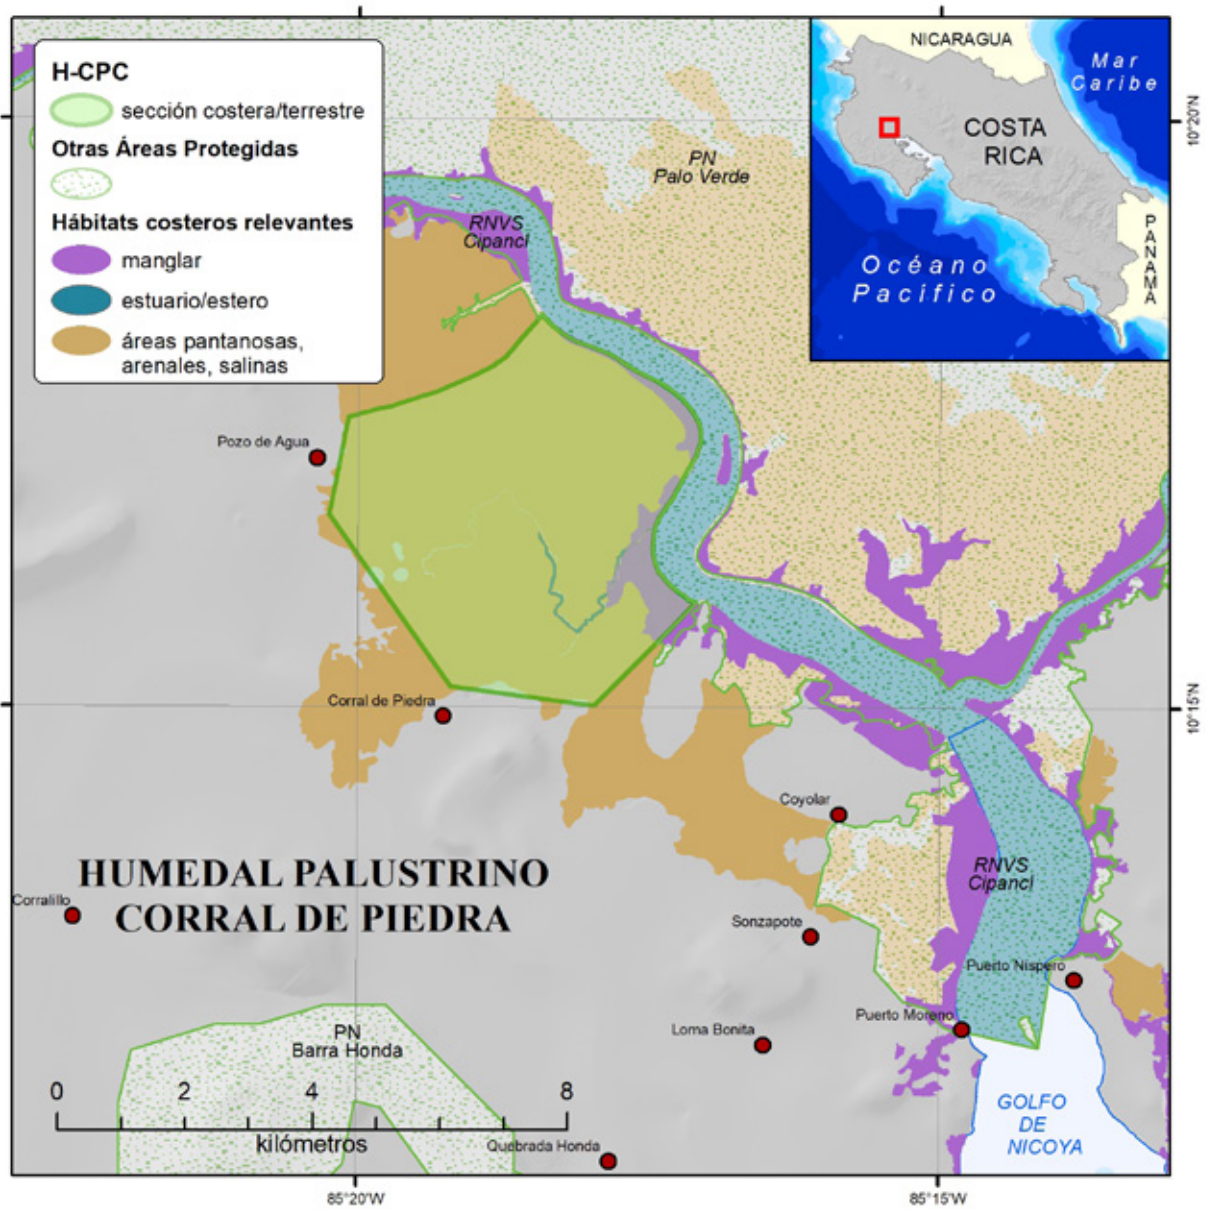 H-CPC
sección costera/terrestre
Otras Áreas Protegidas
Hábitats costeros relevantes
manglar
estuario/estero
áreas pantanosas,
arenales, salinas
NICARAGUA
Mar
Caribe
COSTA
RICA
PANAMÁ
Océano
Pacífico
10°20'N
PN
Palo Verde
RNVS
Cipancí
Pozo de Agua
Corral de Piedra
10°15'N
Coyolar
HUMEDAL PALUSTRINO
CORRAL DE PIEDRA
Corralillo
RNVS
Cipancí
Sonzapote
Puerto Níspero
Puerto Moreno
Loma Bonita
PN
Barra Honda
0 2 4 8
kilómetros
Quebrada Honda
GOLFO
DE
NICOYA
85°20'W
85°15'W